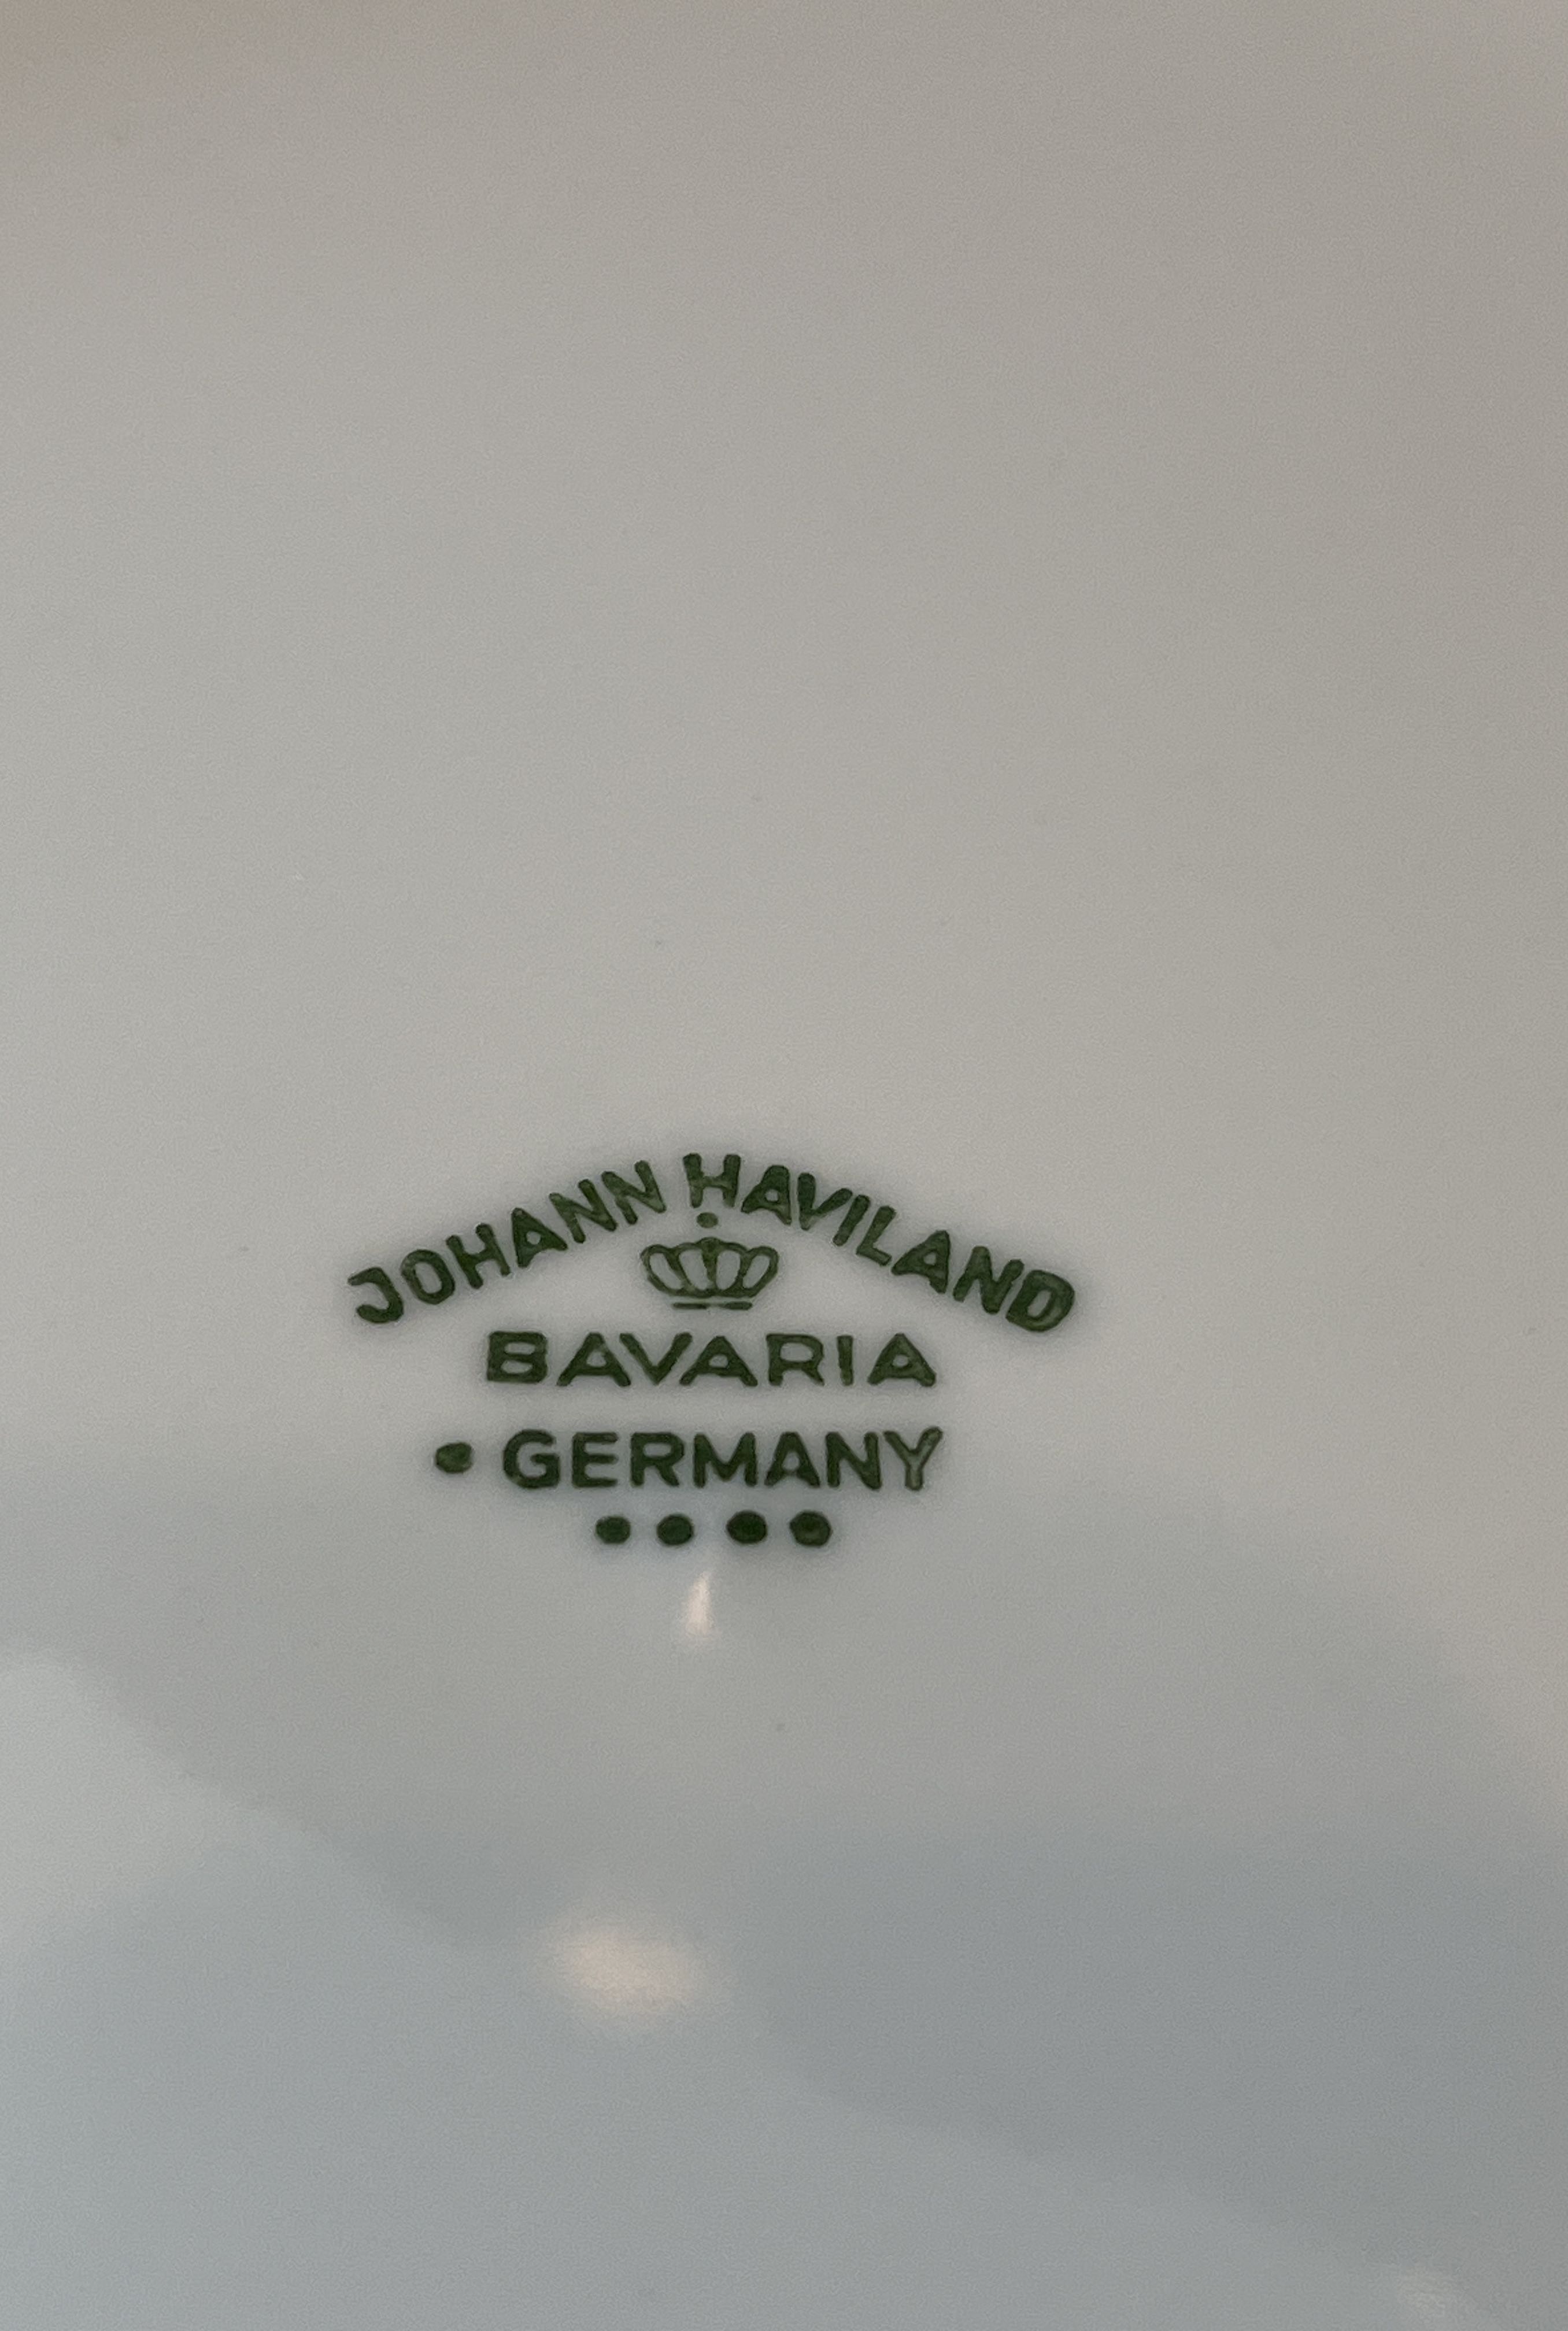 JOHANN HAVILAND
BAVARIA
• GERMANY
• • • •